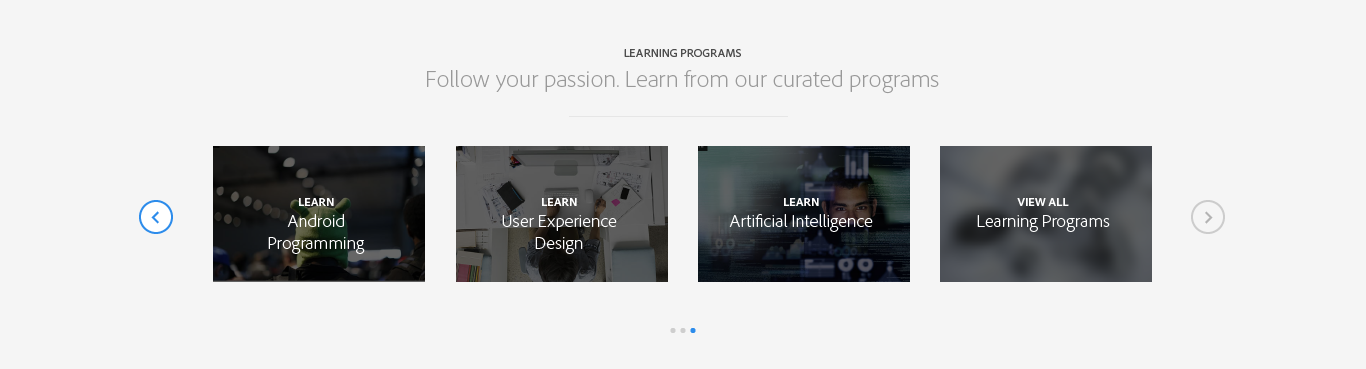 LEARNING PROGRAMS
Follow your passion. Learn from our curated programs
LEARN
Android
Programming
LEARN
User Experience
Design
LEARN
Artificial Intelligence
VIEW ALL
Learning Programs